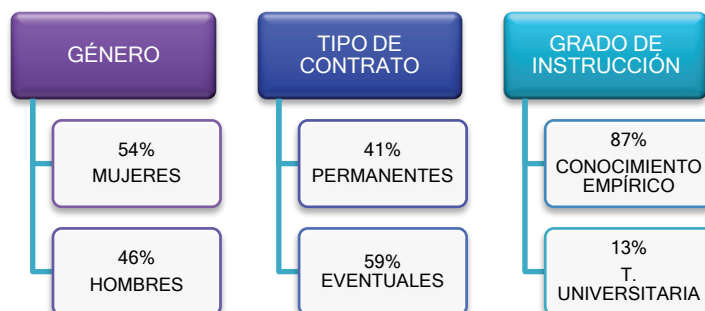 GÉNERO
54%
MUJERES
46%
HOMBRES
TIPO DE
CONTRATO
41%
PERMANENTES
59%
EVENTUALES
GRADO DE
INSTRUCCIÓN
87%
CONOCIMIENTO
EMPÍRICO
13%
T.
UNIVERSITARIA